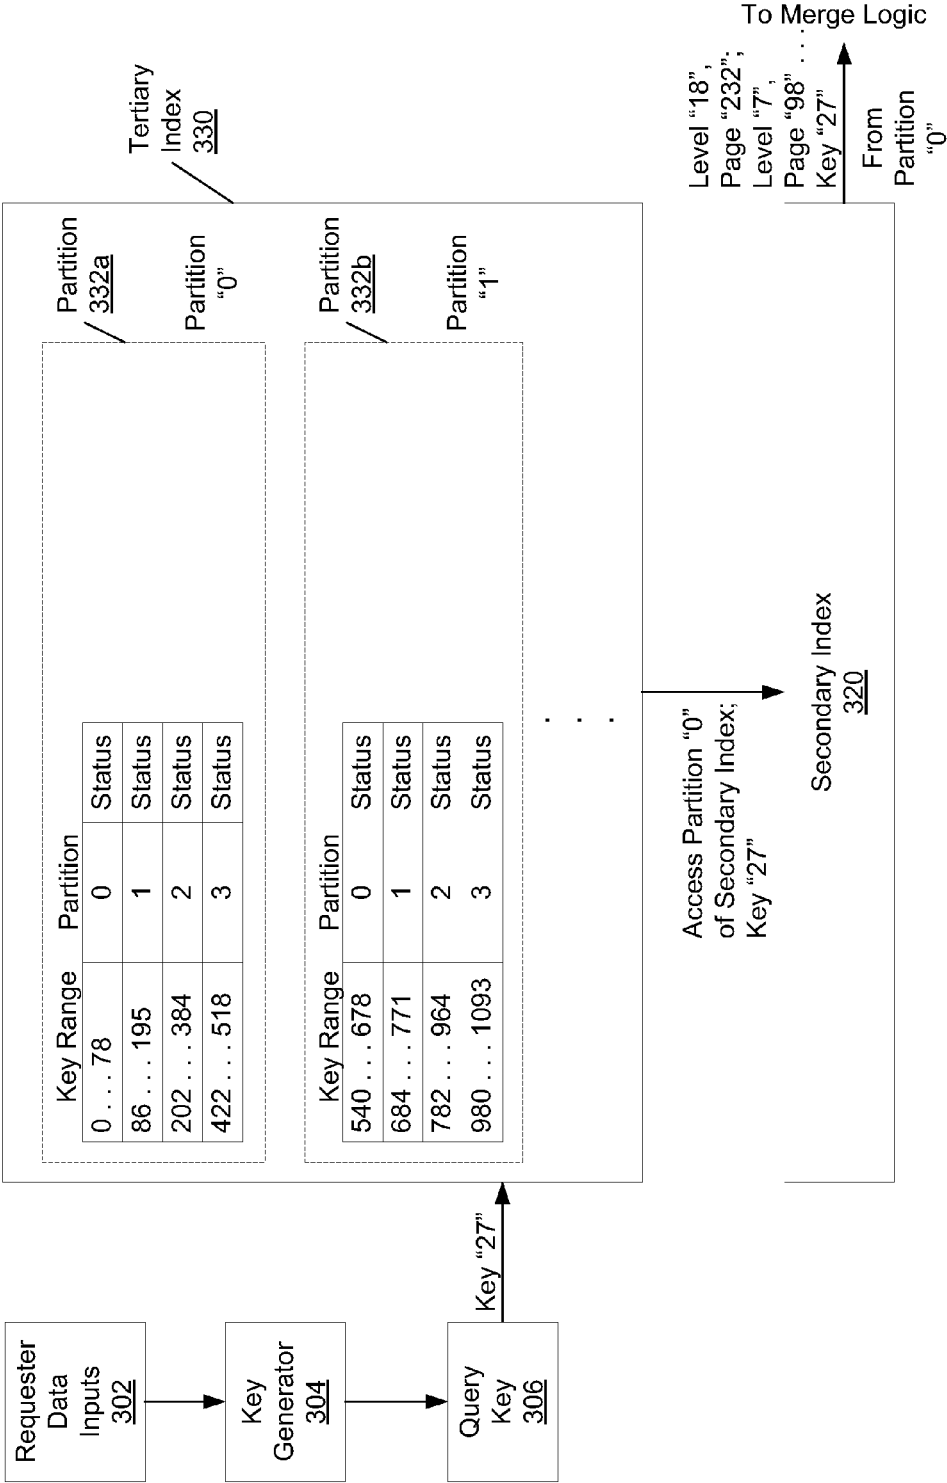 Requester
Data
Inputs
302
Key
Generator
304
Query
Key
306
Key “27”
Tertiary
Index
330
Partition
332a
Partition
“0”
Key Range Partition
0 . . . 78 0 Status
86 . . . 195 1 Status
202 . . . 384 2 Status
422 . . . 518 3 Status
Partition
332b
Partition
“1”
Key Range Partition
540 . . . 678 0 Status
684 . . . 771 1 Status
782 . . . 964 2 Status
980 . . . 1093 3 Status
. . .
Access Partition “0”
of Secondary Index;
Key “27”
Secondary Index
320
Level “18”,
Page “232”;
Level “7”,
Page “98” . . .
Key “27”
From
Partition
“0”
To Merge Logic